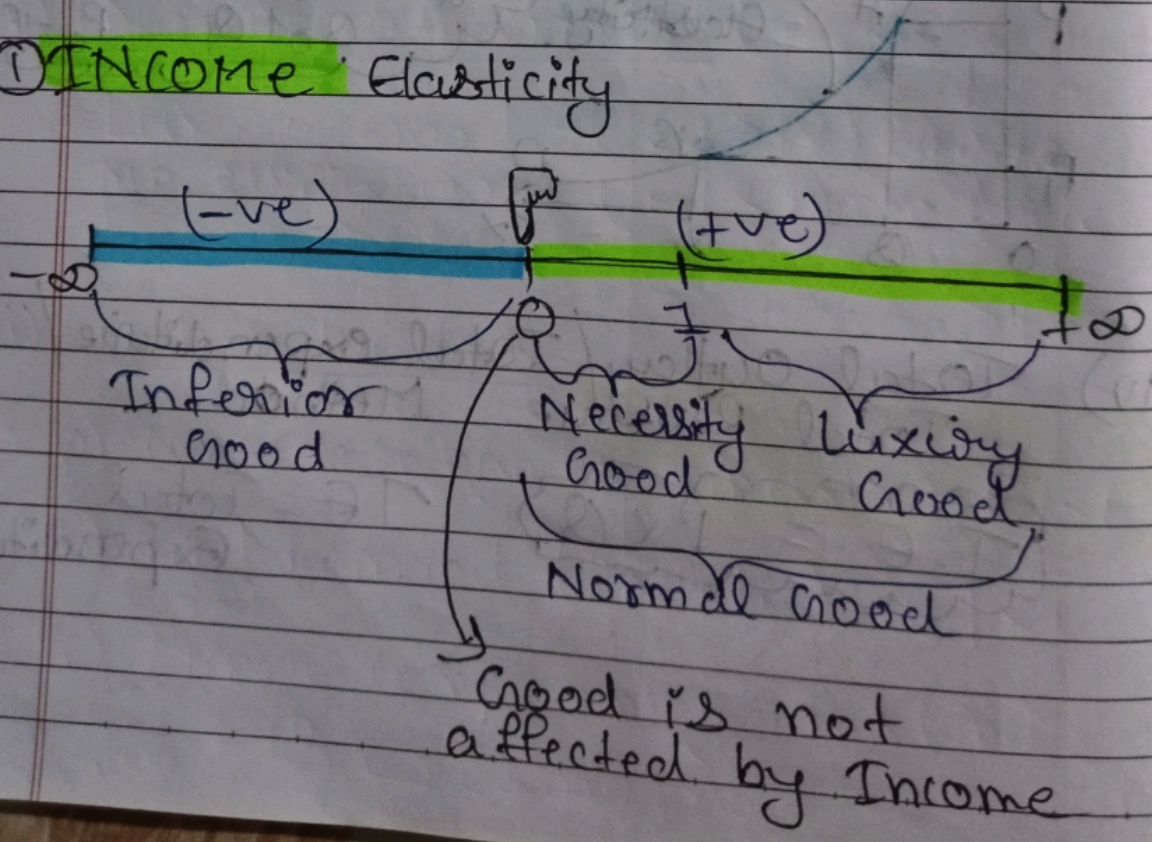 ① INCOME Elasticity
(-ve) (+ve)
-∞ 0 1 +∞
Inferior Necessity Luxury
Good Good Good
Normal Good
Good is not
affected by Income